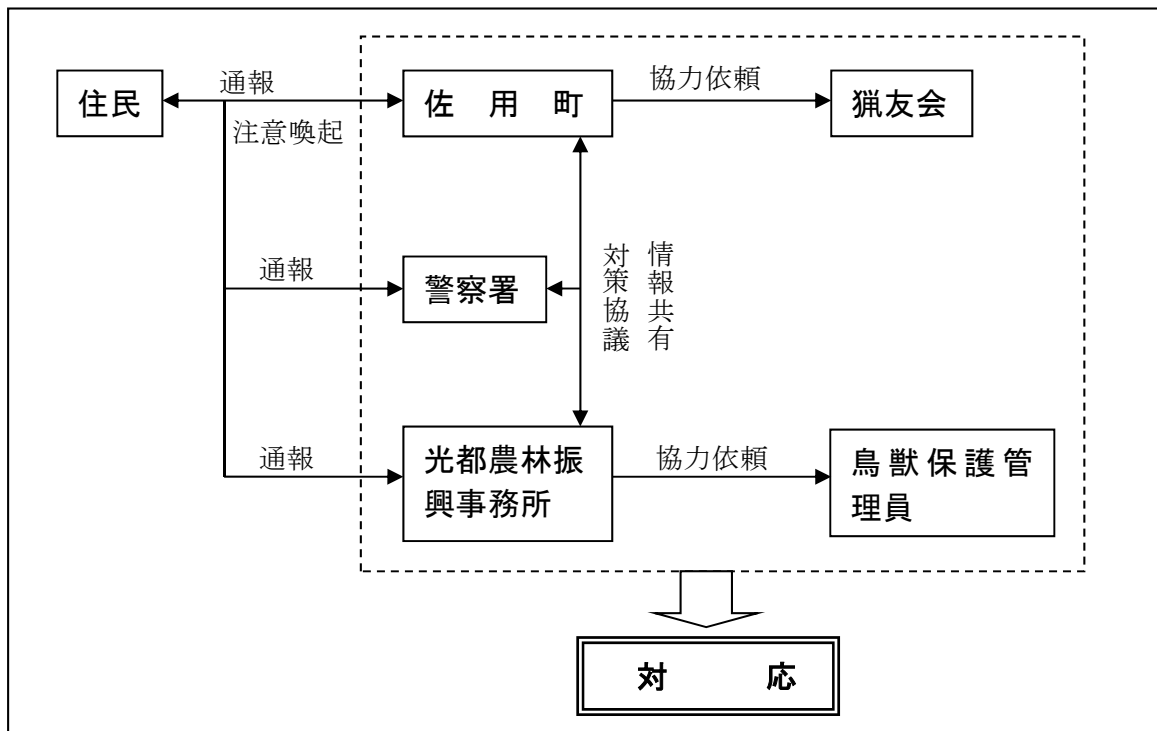 住民
通報
注意喚起
佐用町
協力依頼
猟友会
通報
警察署
情報共有
対策協議
通報
光都農林振
興事務所
協力依頼
鳥獣保護管
理員
対応